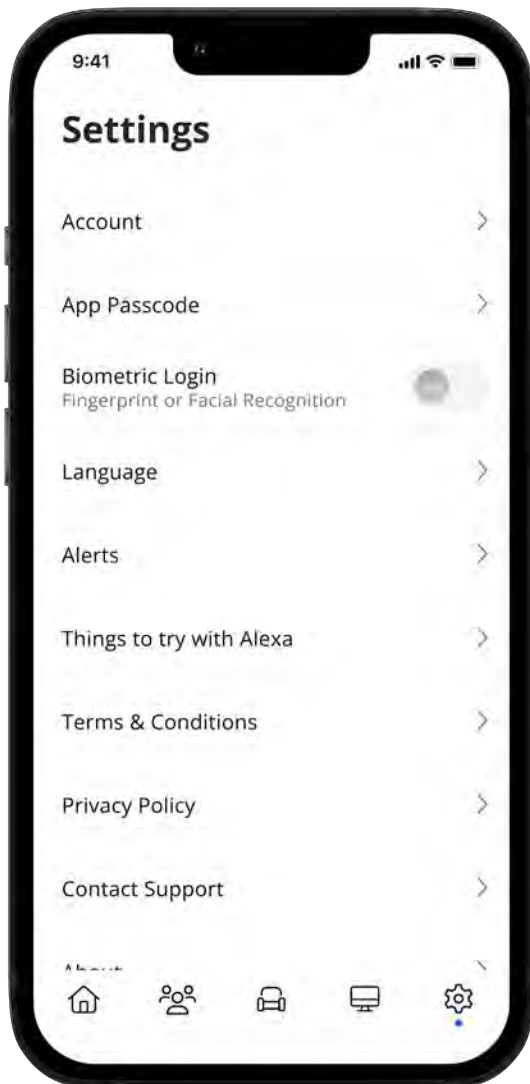 9:41
Settings
Account
App Passcode
Biometric Login
Fingerprint or Facial Recognition
Language
Alerts
Things to try with Alexa
Terms & Conditions
Privacy Policy
Contact Support
About